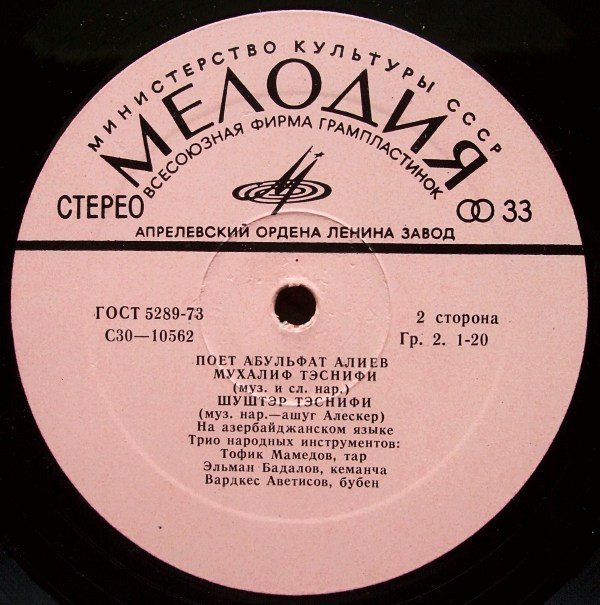 МИНИСТЕРСТВО КУЛЬТУРЫ СССР
МЕЛОДИЯ
ВСЕСОЮЗНАЯ ФИРМА ГРАМПЛАСТИНОК
СТЕРЕО
33
АПРЕЛЕВСКИЙ ОРДЕНА ЛЕНИНА ЗАВОД
ГОСТ 5289-73
С30—10562
2 сторона
Гр. 2. 1-20
ПОЕТ АБУЛЬФАТ АЛИЕВ
МУХАЛИФ ТЭСНИФИ
(муз. и сл. нар.)
ШУШТЭР ТЭСНИФИ
(муз. нар.—ашуг Алескер)
На азербайджанском языке
Трио народных инструментов:
Тофик Мамедов, тар
Эльман Бадалов, кеманча
Вардкес Аветисов, бубен